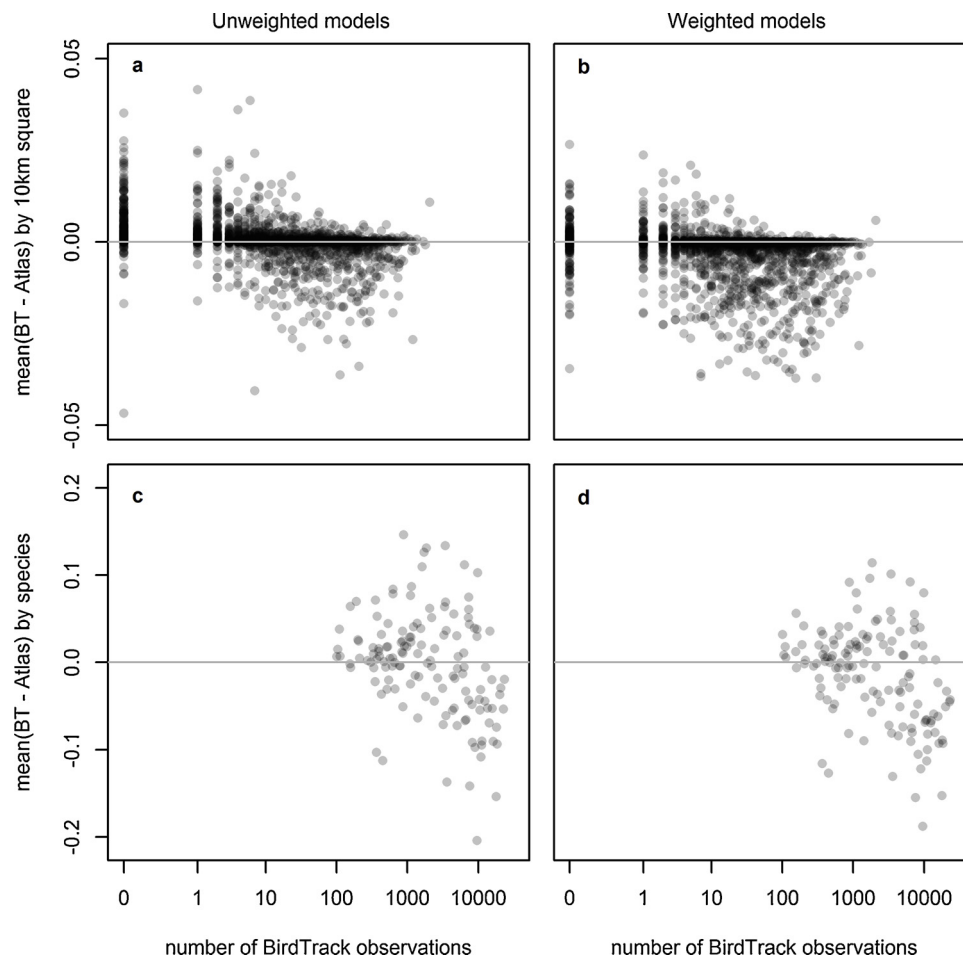 Unweighted models
Weighted models
mean(BT - Atlas) by 10km square
0.05
0.00
-0.05
a
b
mean(BT - Atlas) by species
0.2
0.1
0.0
-0.1
-0.2
c
d
0 1 10 100 1000 10000
0 1 10 100 1000 10000
number of BirdTrack observations
number of BirdTrack observations